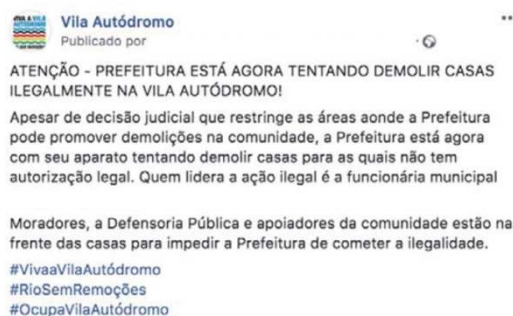 VIVA A VILA
AUTÓDROMO
Vila Autódromo
Publicado por
ATENÇÃO - PREFEITURA ESTÁ AGORA TENTANDO DEMOLIR CASAS
ILEGALMENTE NA VILA AUTÓDROMO!
Apesar de decisão judicial que restringe as áreas aonde a Prefeitura
pode promover demolições na comunidade, a Prefeitura está agora
com seu aparato tentando demolir casas para as quais não tem
autorização legal. Quem lidera a ação ilegal é a funcionária municipal
Moradores, a Defensoria Pública e apoiadores da comunidade estão na
frente das casas para impedir a Prefeitura de cometer a ilegalidade.
#VivaaVilaAutódromo
#RioSemRemoções
#OcupaVilaAutódromo